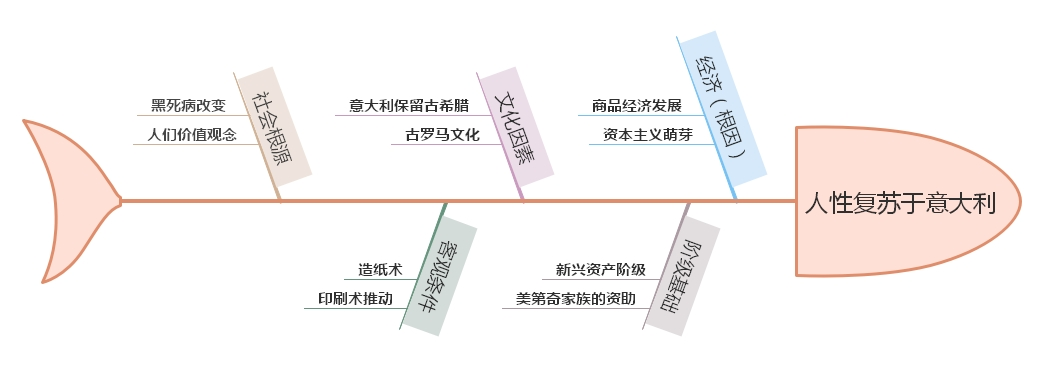 社会根源
黑死病改变
人们价值观念
文化因素
意大利保留古希腊
古罗马文化
经济（根因）
商品经济发展
资本主义萌芽
人性复苏于意大利
客观条件
造纸术
印刷术推动
阶级基础
新兴资产阶级
美第奇家族的资助